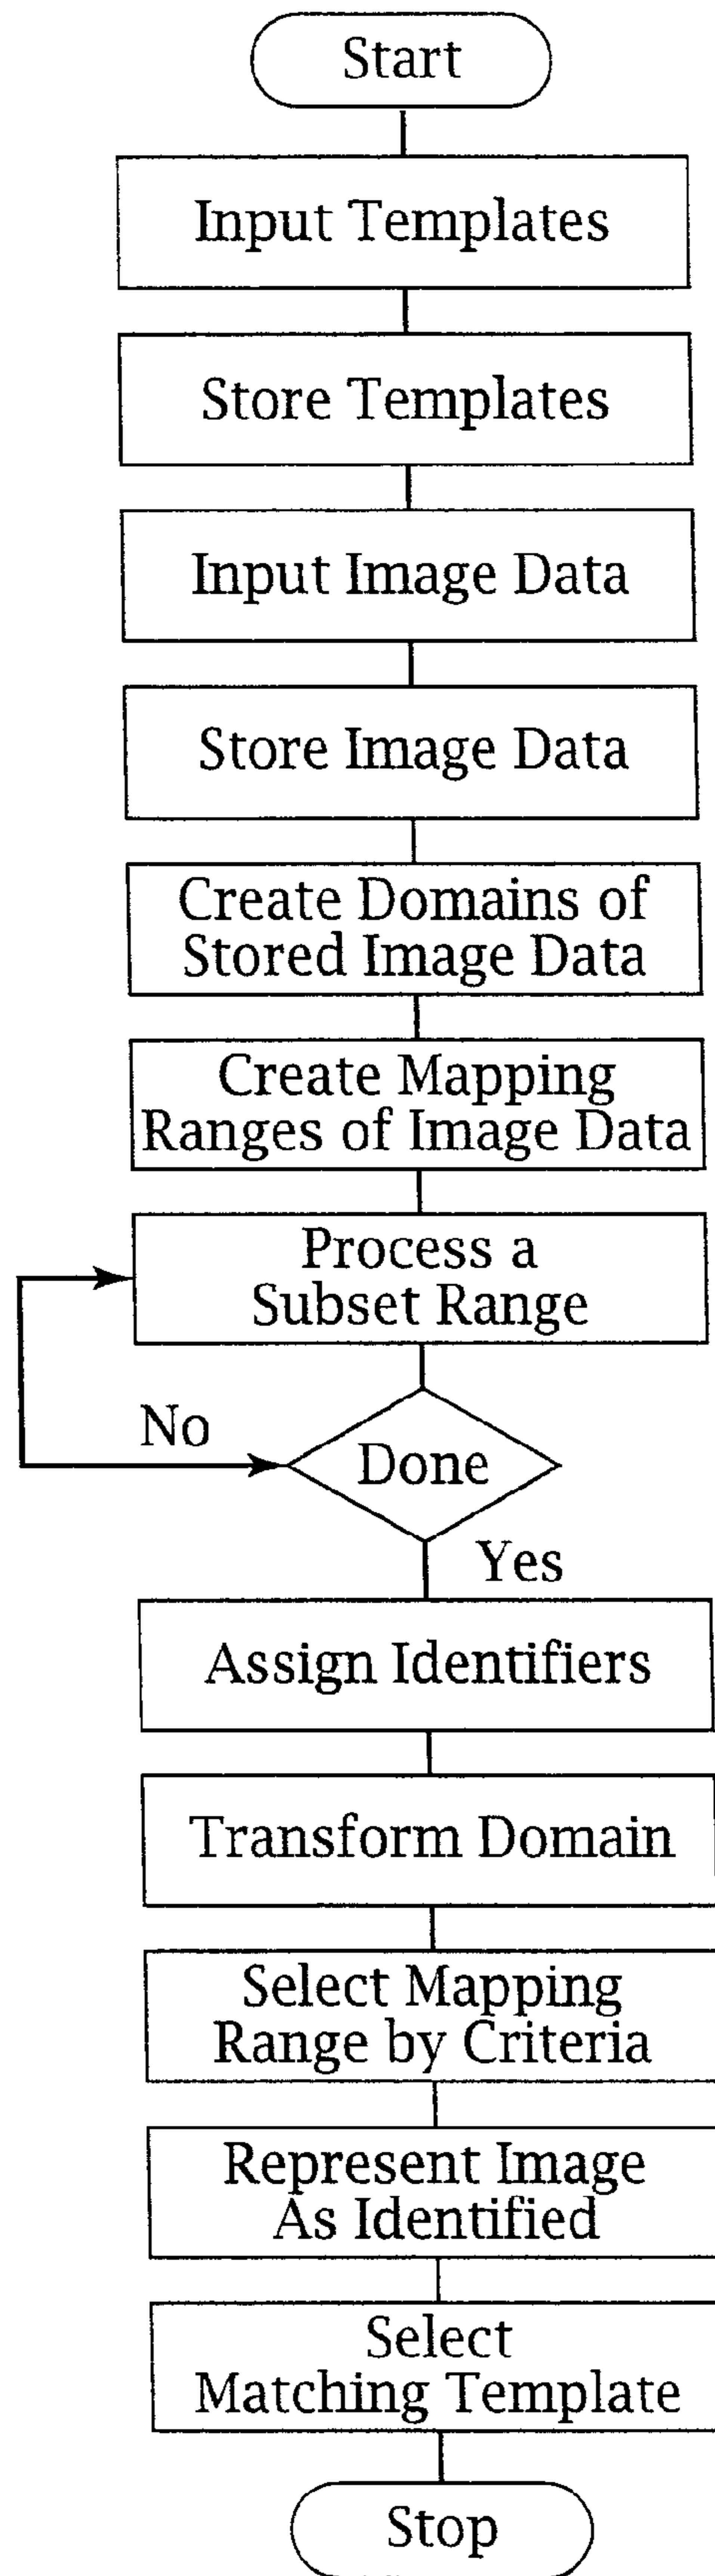 Start
Input Templates
Store Templates
Input Image Data
Store Image Data
Create Domains of
Stored Image Data
Create Mapping
Ranges of Image Data
Process a
Subset Range
No
Done
Yes
Assign Identifiers
Transform Domain
Select Mapping
Range by Criteria
Represent Image
As Identified
Select
Matching Template
Stop